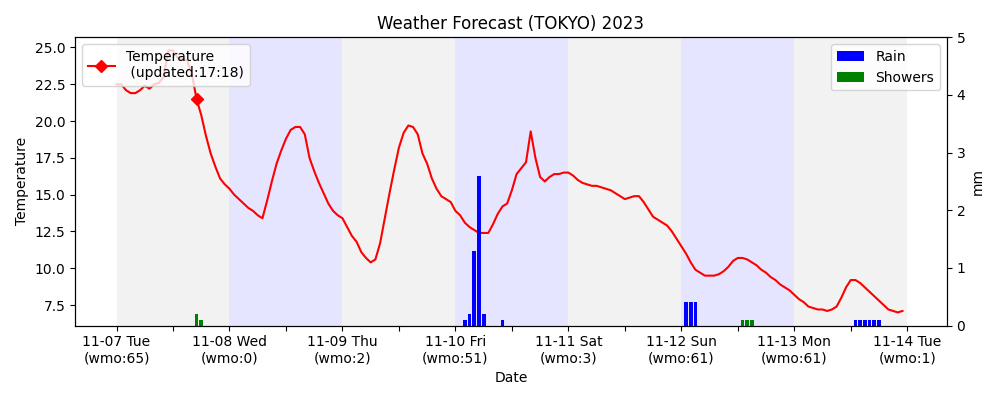 Weather Forecast (TOKYO) 2023
Temperature
(updated:17:18)
Rain
Showers
25.0
22.5
20.0
17.5
15.0
12.5
10.0
7.5
Temperature
5
4
3
2
1
0
mm
11-07 Tue
(wmo:65)
11-08 Wed
(wmo:0)
11-09 Thu
(wmo:2)
11-10 Fri
(wmo:51)
11-11 Sat
(wmo:3)
11-12 Sun
(wmo:61)
11-13 Mon
(wmo:61)
11-14 Tue
(wmo:1)
Date